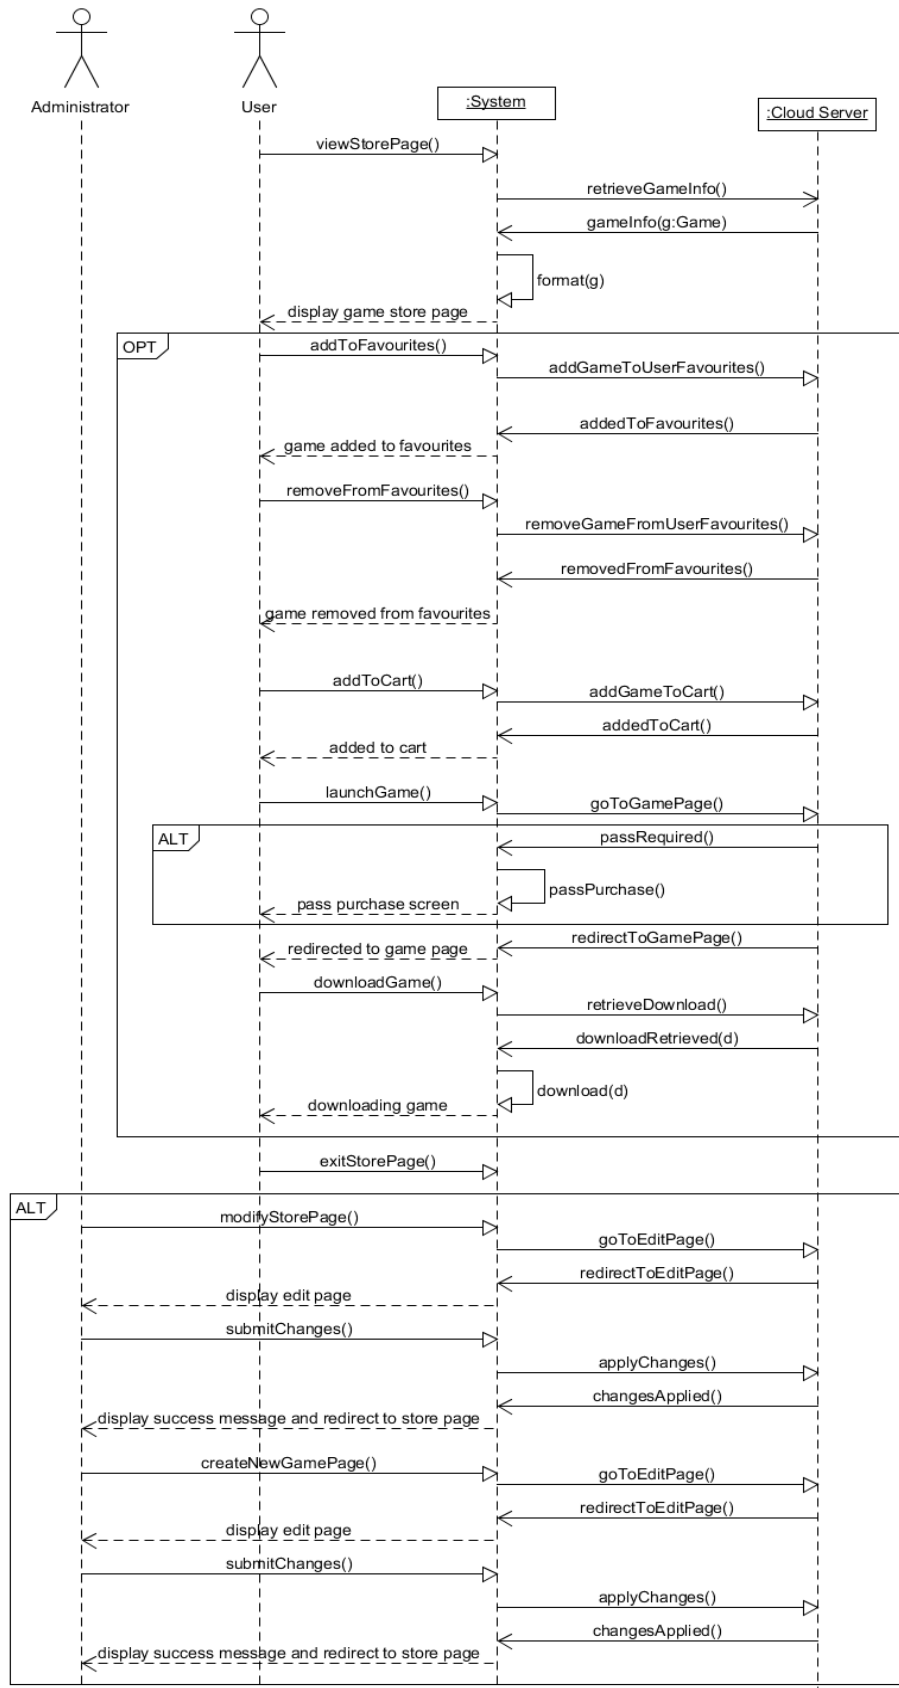 Administrator
User
:System
:Cloud Server
viewStorePage()
retrieveGameInfo()
gameInfo(g:Game)
format(g)
display game store page
OPT
addToFavourites()
addGameToUserFavourites()
addedToFavourites()
game added to favourites
removeFromFavourites()
removeGameFromUserFavourites()
removedFromFavourites()
game removed from favourites
addToCart()
addGameToCart()
addedToCart()
added to cart
launchGame()
goToGamePage()
ALT
passRequired()
passPurchase()
pass purchase screen
redirectToGamePage()
redirected to game page
downloadGame()
retrieveDownload()
downloadRetrieved(d)
download(d)
downloading game
exitStorePage()
ALT
modifyStorePage()
goToEditPage()
redirectToEditPage()
display edit page
submitChanges()
applyChanges()
changesApplied()
display success message and redirect to store page
createNewGamePage()
goToEditPage()
redirectToEditPage()
display edit page
submitChanges()
applyChanges()
changesApplied()
display success message and redirect to store page